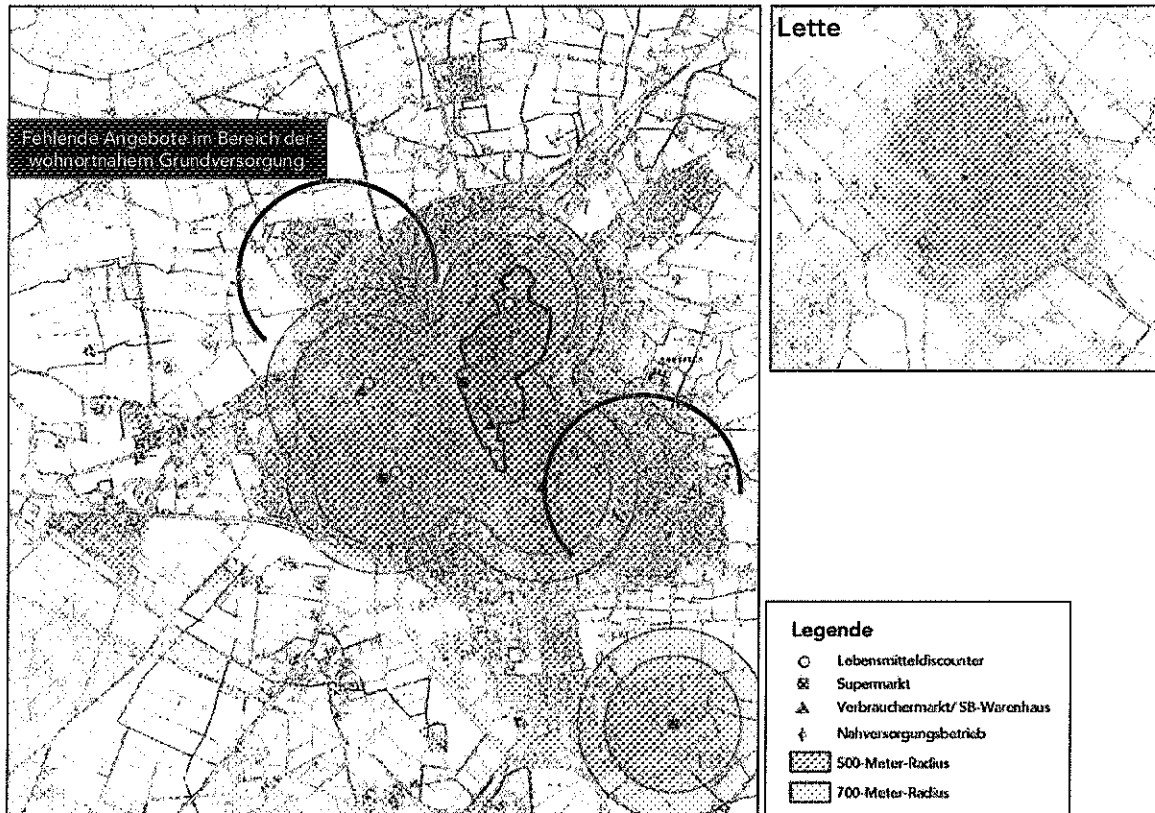 Fehlende Angebote im Bereich der
wohnortnahem Grundversorgung
Lette
Legende
Lebensmitteldiscounter
Supermarkt
Verbrauchermarkt/ SB-Warenhaus
Nahversorgungsbetrieb
500-Meter-Radius
700-Meter-Radius